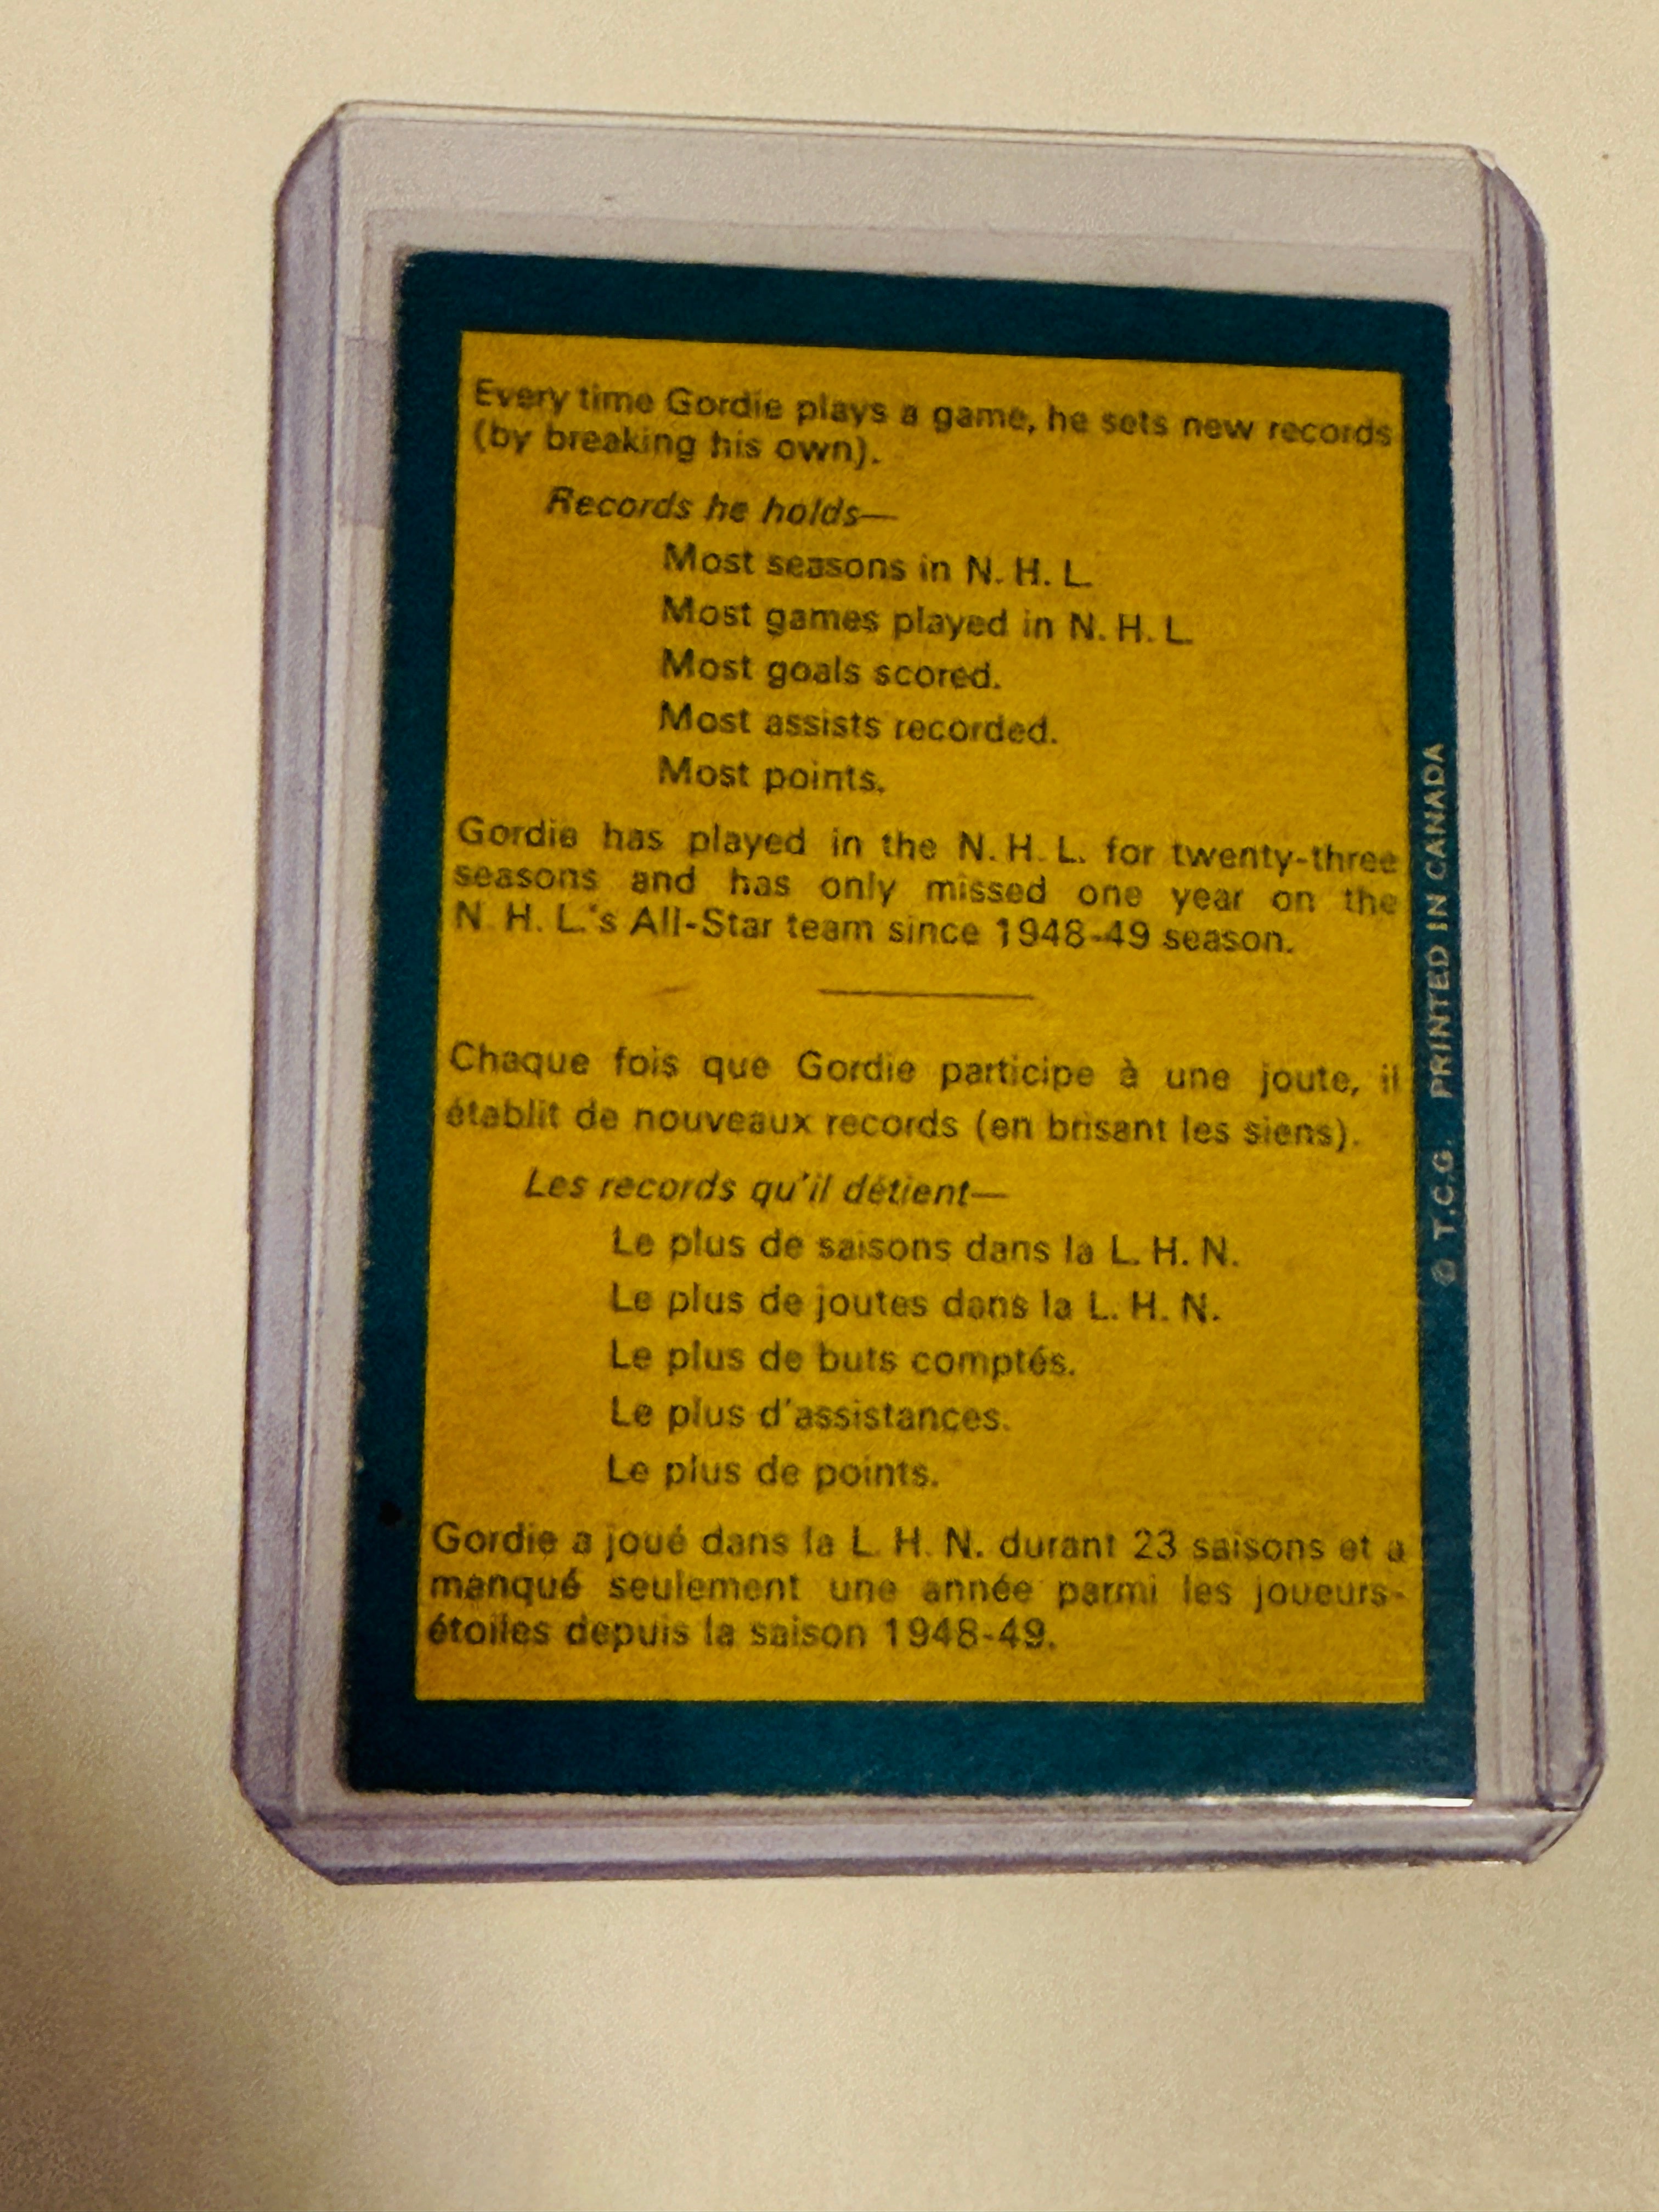 Every time Gordie plays a game, he sets new records
(by breaking his own).
Records he holds—
Most seasons in N. H. L.
Most games played in N. H. L.
Most goals scored.
Most assists recorded.
Most points.
Gordie has played in the N. H. L. for twenty-three
seasons and has only missed one year on the
N. H. L.'s All-Star team since 1948-49 season.
Chaque fois que Gordie participe à une joute, il
établit de nouveaux records (en brisant les siens).
Les records qu'il détient—
Le plus de saisons dans la L. H. N.
Le plus de joutes dans la L. H. N.
Le plus de buts comptés.
Le plus d'assistances.
Le plus de points.
Gordie a joué dans la L. H. N. durant 23 saisons et a
manqué seulement une année parmi les joueurs-
étoiles depuis la saison 1948-49.
© T.C.G. PRINTED IN CANADA